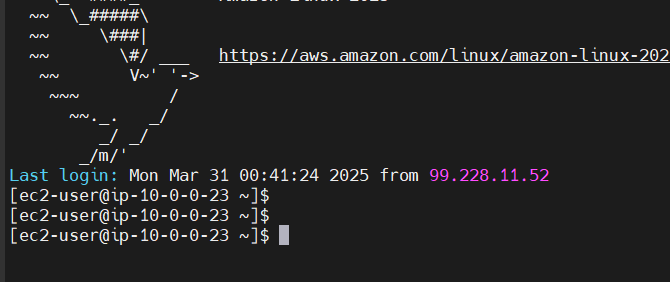 ~~  \_#####\
~~     \###|
~~       \#/ ___   https://aws.amazon.com/linux/amazon-linux-202
~~       V~' '->
~~~         /
~~._.   _/
_/ _/
_/m/'
Last login: Mon Mar 31 00:41:24 2025 from 99.228.11.52
[ec2-user@ip-10-0-0-23 ~]$
[ec2-user@ip-10-0-0-23 ~]$
[ec2-user@ip-10-0-0-23 ~]$